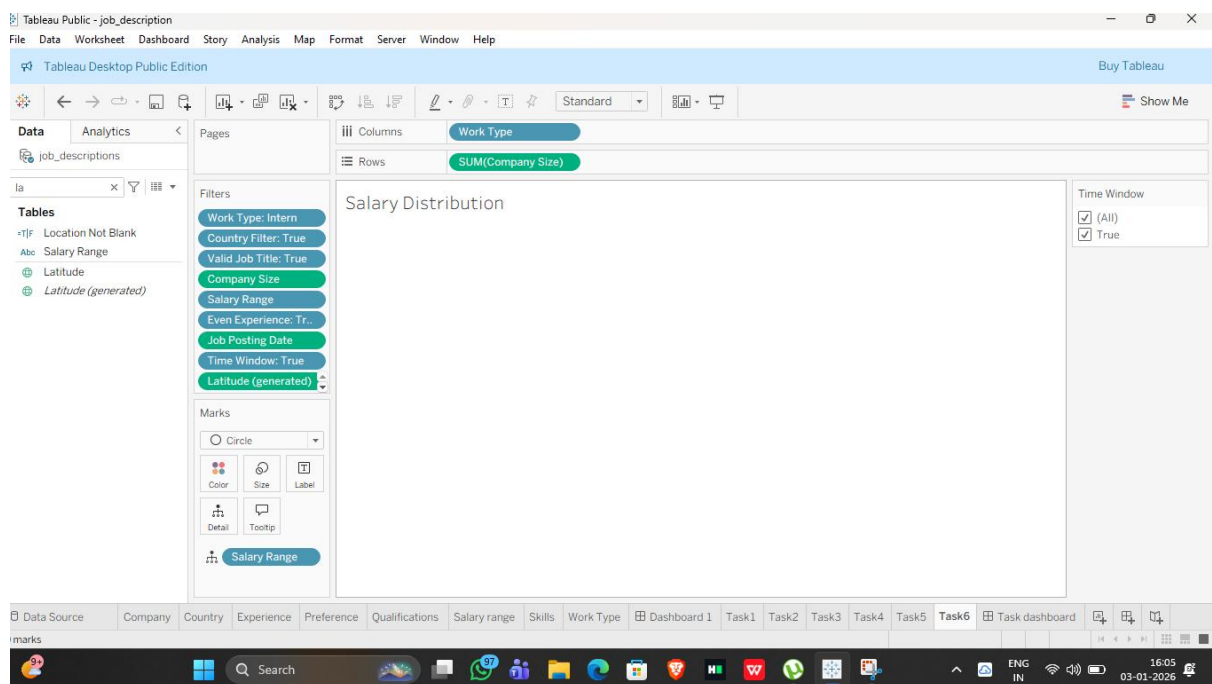 Tableau Public - job_description
File Data Worksheet Dashboard Story Analysis Map Format Server Window Help
Tableau Desktop Public Edition
Buy Tableau
Standard
Show Me
Data Analytics
job_descriptions
la
Tables
=T|F Location Not Blank
Abc Salary Range
Latitude
Latitude (generated)
Pages
Filters
Work Type: Intern
Country Filter: True
Valid Job Title: True
Company Size
Salary Range
Even Experience: Tr..
Job Posting Date
Time Window: True
Latitude (generated)
Marks
Circle
Color Size Label
Detail Tooltip
Salary Range
Columns Work Type
Rows SUM(Company Size)
Salary Distribution
Time Window
(All)
True
Data Source Company Country Experience Preference Qualifications Salary range Skills Work Type Dashboard 1 Task1 Task2 Task3 Task4 Task5 Task6 Task dashboard
marks
9+
Search
97
ENG
IN
16:05
03-01-2026